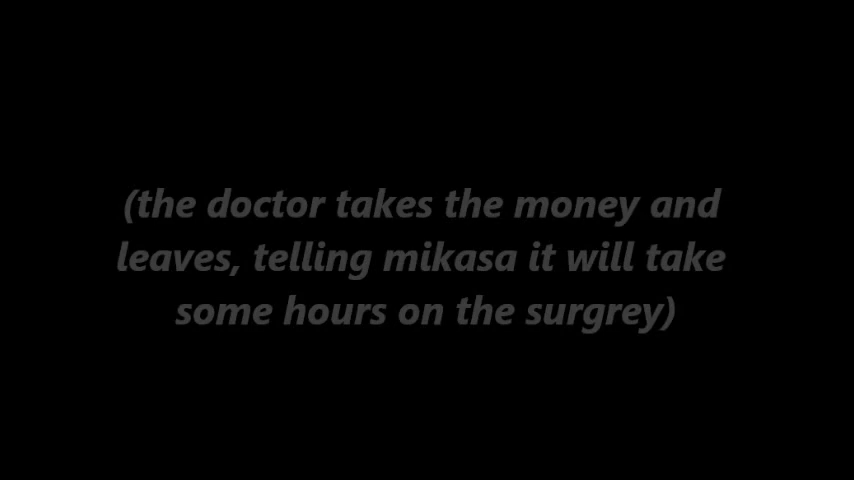 (the doctor takes the money and
leaves, telling mikasa it will take
some hours on the surgrey)